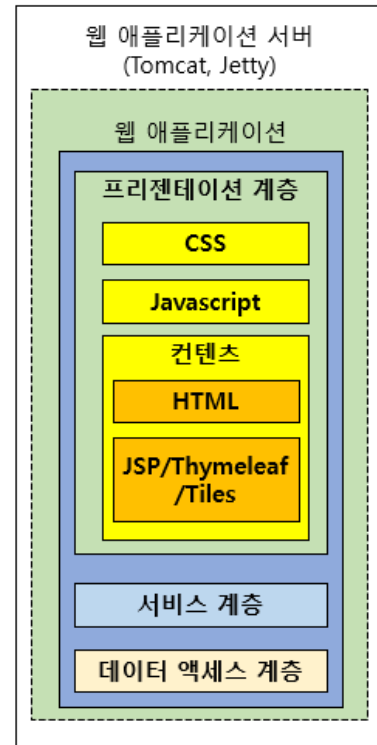 웹 애플리케이션 서버
(Tomcat, Jetty)
웹 애플리케이션
프리젠테이션 계층
CSS
Javascript
컨텐츠
HTML
JSP/Thymeleaf
/Tiles
서비스 계층
데이터 액세스 계층